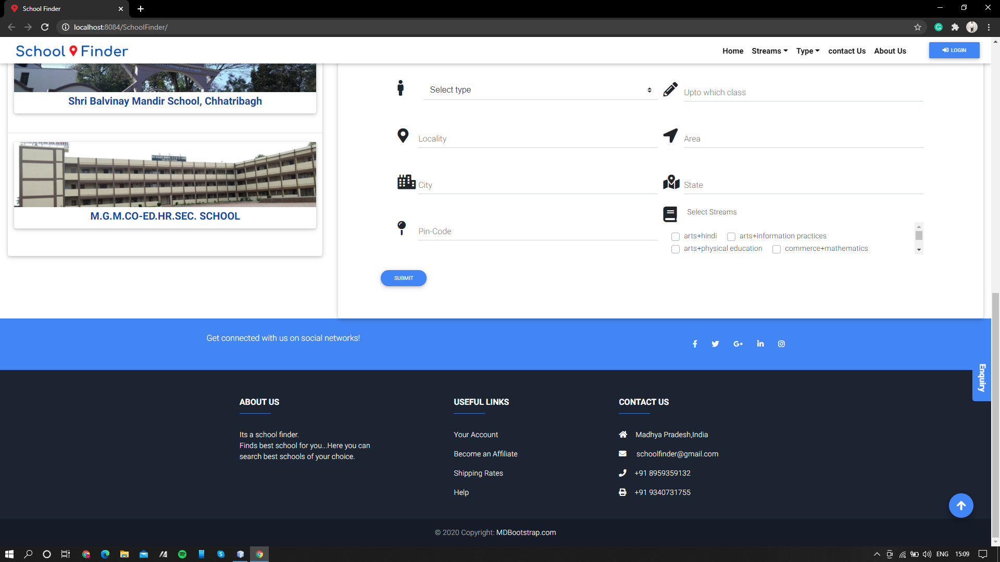 School Finder
localhost:8084/SchoolFinder/
School Finder
Home Streams Type contact Us About Us LOGIN
Shri Balvinay Mandir School, Chhatribagh
M.G.M.CO-ED.HR.SEC. SCHOOL
Select type
Upto which class
Locality
Area
City
State
Pin-Code
Select Streams
arts+hindi arts+information practices
arts+physical education commerce+mathematics
SUBMIT
Get connected with us on social networks!
Enquiry
ABOUT US
Its a school finder.
Finds best school for you...Here you can
search best schools of your choice.
USEFUL LINKS
Your Account
Become an Affiliate
Shipping Rates
Help
CONTACT US
Madhya Pradesh,India
schoolfinder@gmail.com
+91 8959359132
+91 9340731755
© 2020 Copyright: MDBootstrap.com
ENG 15:09